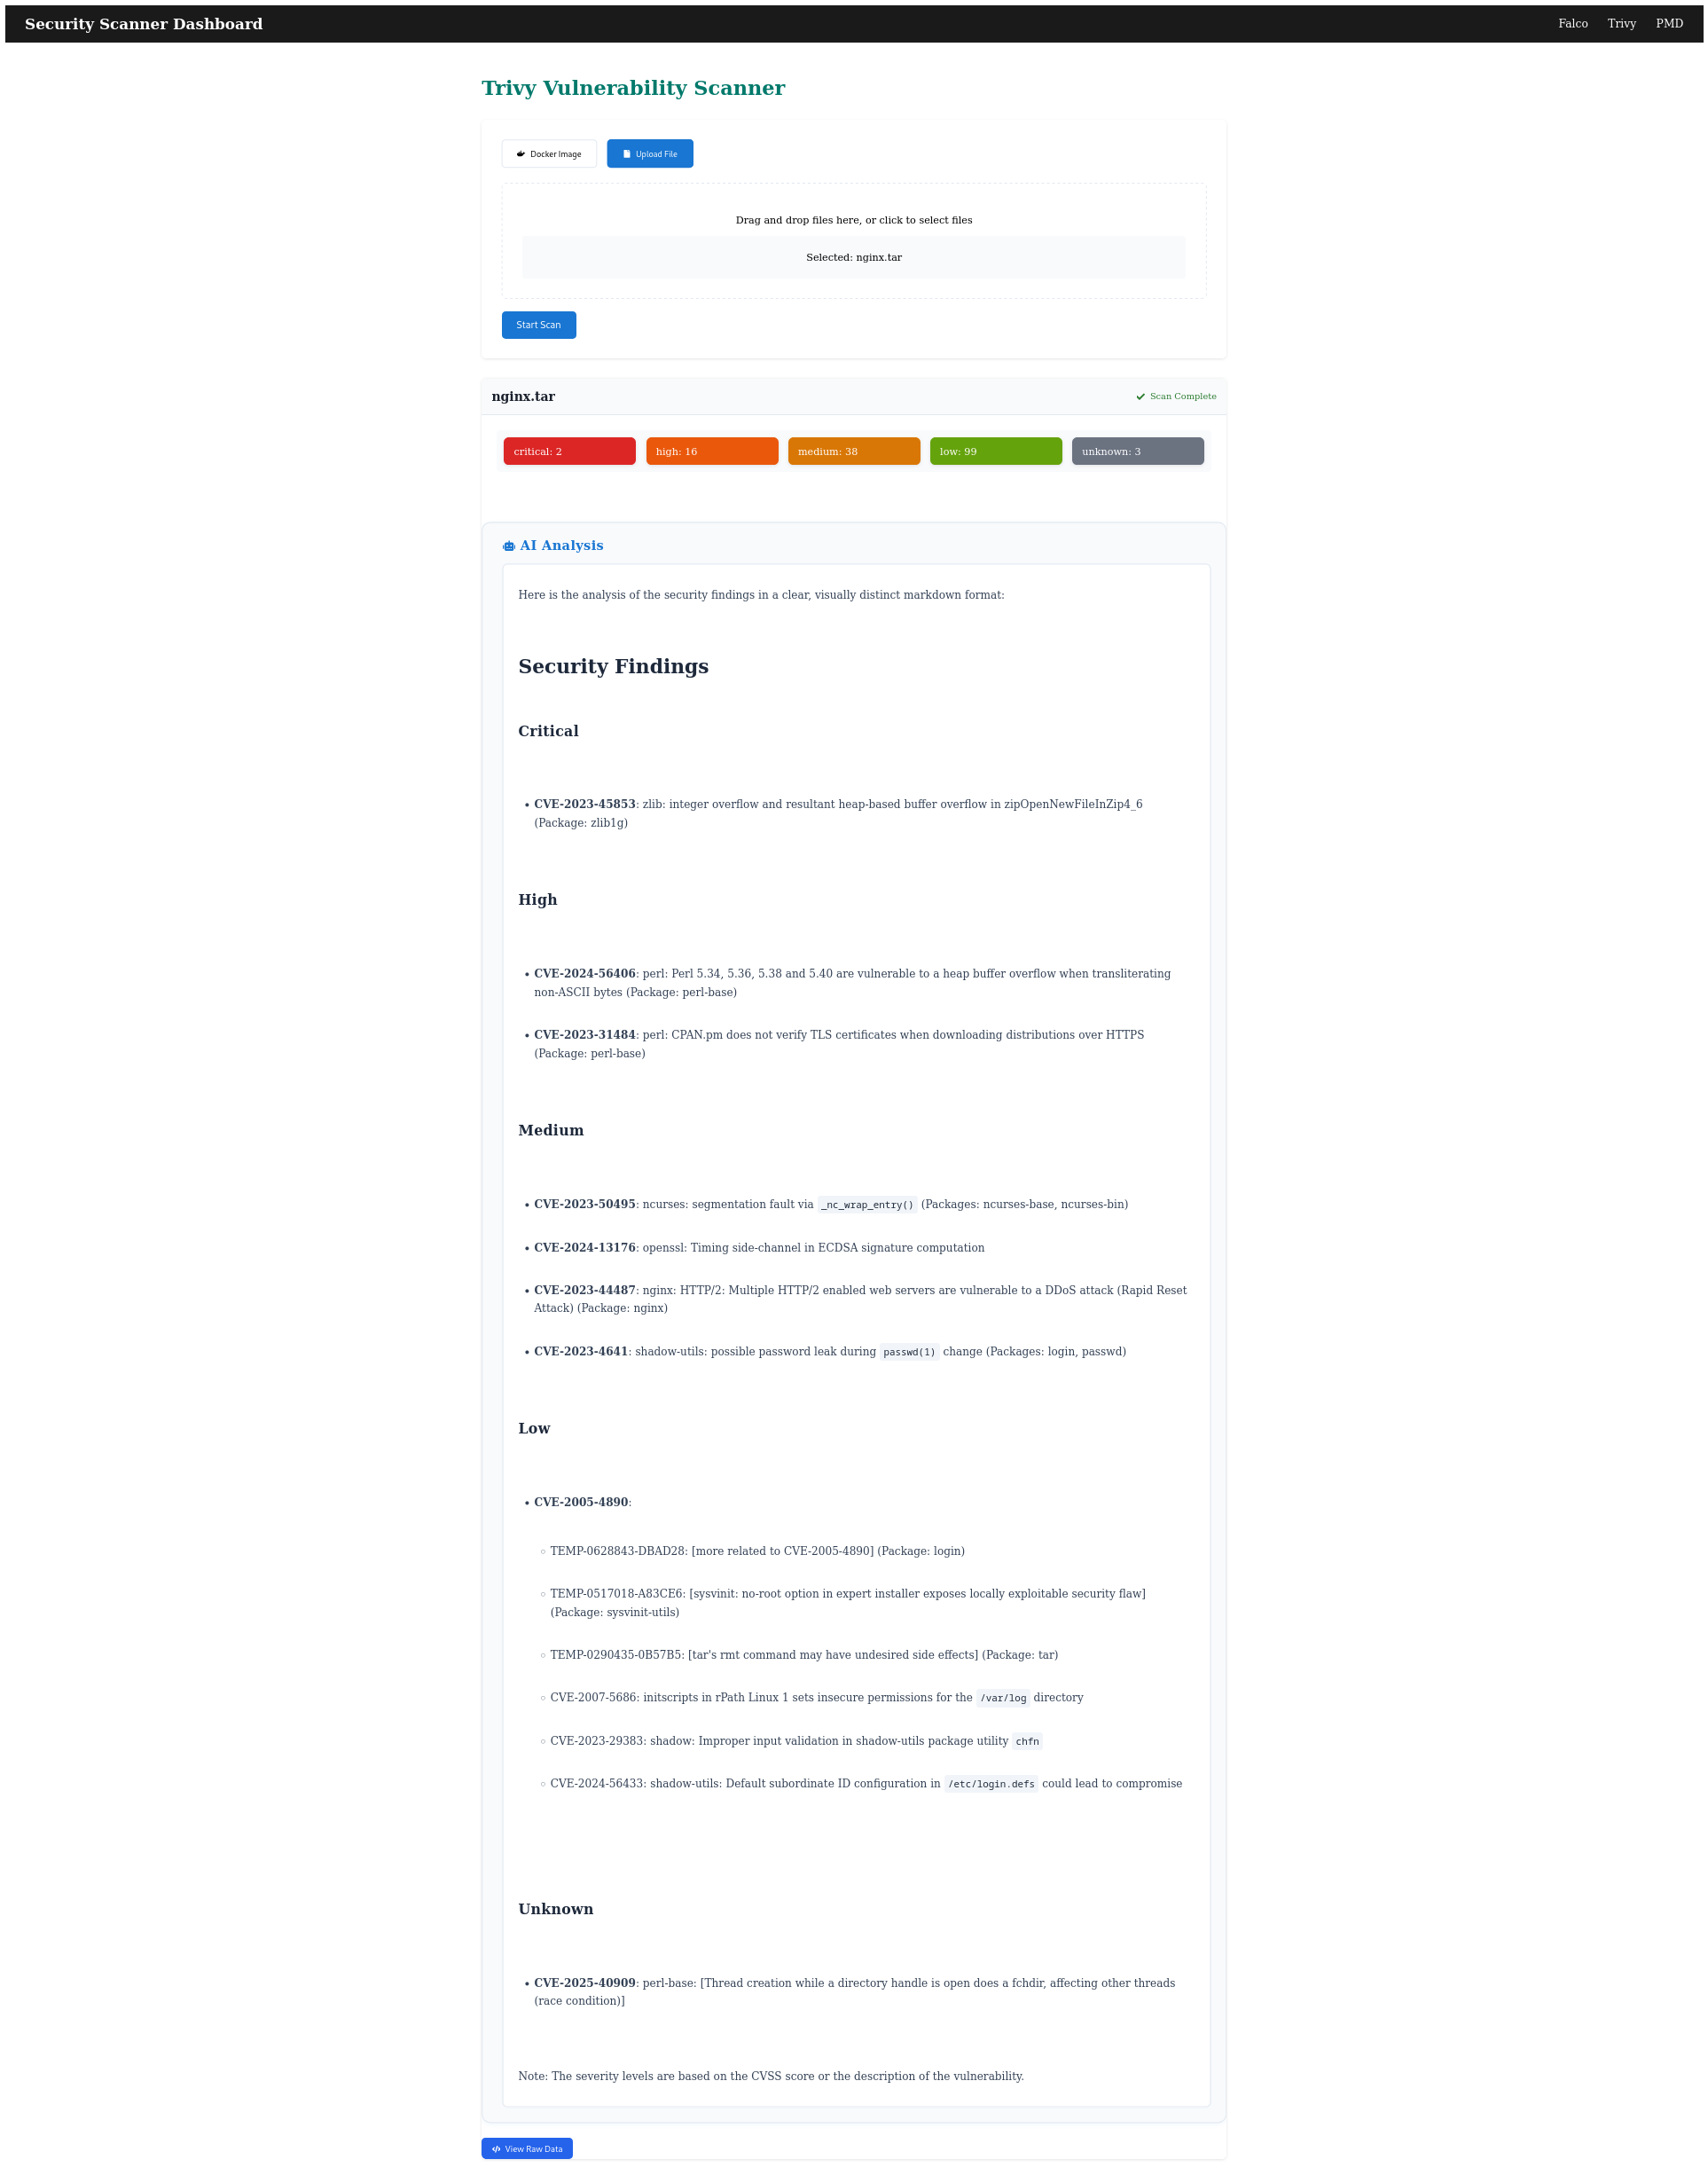 Security Scanner Dashboard
Falco Trivy PMD
Trivy Vulnerability Scanner
Docker Image
Upload File
Drag and drop files here, or click to select files
Selected: nginx.tar
Start Scan
nginx.tar
Scan Complete
critical: 2
high: 16
medium: 38
low: 99
unknown: 3
AI Analysis
Here is the analysis of the security findings in a clear, visually distinct markdown format:
Security Findings
Critical
• CVE-2023-45853: zlib: integer overflow and resultant heap-based buffer overflow in zipOpenNewFileInZip4_6
(Package: zlib1g)
High
• CVE-2024-56406: perl: Perl 5.34, 5.36, 5.38 and 5.40 are vulnerable to a heap buffer overflow when transliterating
non-ASCII bytes (Package: perl-base)
• CVE-2023-31484: perl: CPAN.pm does not verify TLS certificates when downloading distributions over HTTPS
(Package: perl-base)
Medium
• CVE-2023-50495: ncurses: segmentation fault via _nc_wrap_entry() (Packages: ncurses-base, ncurses-bin)
• CVE-2024-13176: openssl: Timing side-channel in ECDSA signature computation
• CVE-2023-44487: nginx: HTTP/2: Multiple HTTP/2 enabled web servers are vulnerable to a DDoS attack (Rapid Reset
Attack) (Package: nginx)
• CVE-2023-4641: shadow-utils: possible password leak during passwd(1) change (Packages: login, passwd)
Low
• CVE-2005-4890:
◦ TEMP-0628843-DBAD28: [more related to CVE-2005-4890] (Package: login)
◦ TEMP-0517018-A83CE6: [sysvinit: no-root option in expert installer exposes locally exploitable security flaw]
(Package: sysvinit-utils)
◦ TEMP-0290435-0B57B5: [tar's rmt command may have undesired side effects] (Package: tar)
◦ CVE-2007-5686: initscripts in rPath Linux 1 sets insecure permissions for the /var/log directory
◦ CVE-2023-29383: shadow: Improper input validation in shadow-utils package utility chfn
◦ CVE-2024-56433: shadow-utils: Default subordinate ID configuration in /etc/login.defs could lead to compromise
Unknown
• CVE-2025-40909: perl-base: [Thread creation while a directory handle is open does a fchdir, affecting other threads
(race condition)]
Note: The severity levels are based on the CVSS score or the description of the vulnerability.
View Raw Data